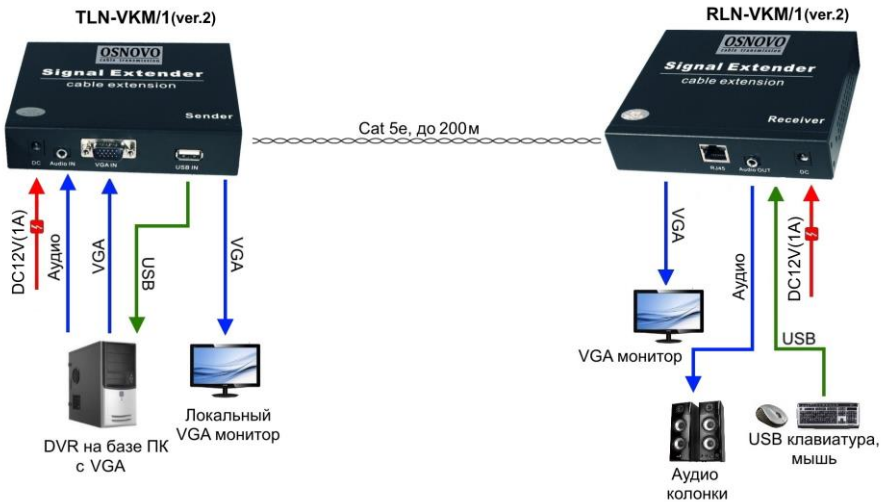 TLN-VKM/1(ver.2)
RLN-VKM/1(ver.2)
OSNOVO
cable transmission
Signal Extender
cable extension
Sender
DC
Audio IN
VGA IN
USB IN
Cat 5e, до 200м
OSNOVO
cable transmission
Signal Extender
cable extension
Receiver
RJ45
Audio OUT
DC
DC12V(1A)
Аудио
VGA
USB
VGA
VGA
Аудио
DC12V(1A)
USB
DVR на базе ПК
с VGA
Локальный
VGA монитор
VGA монитор
Аудио
колонки
USB клавиатура,
мышь